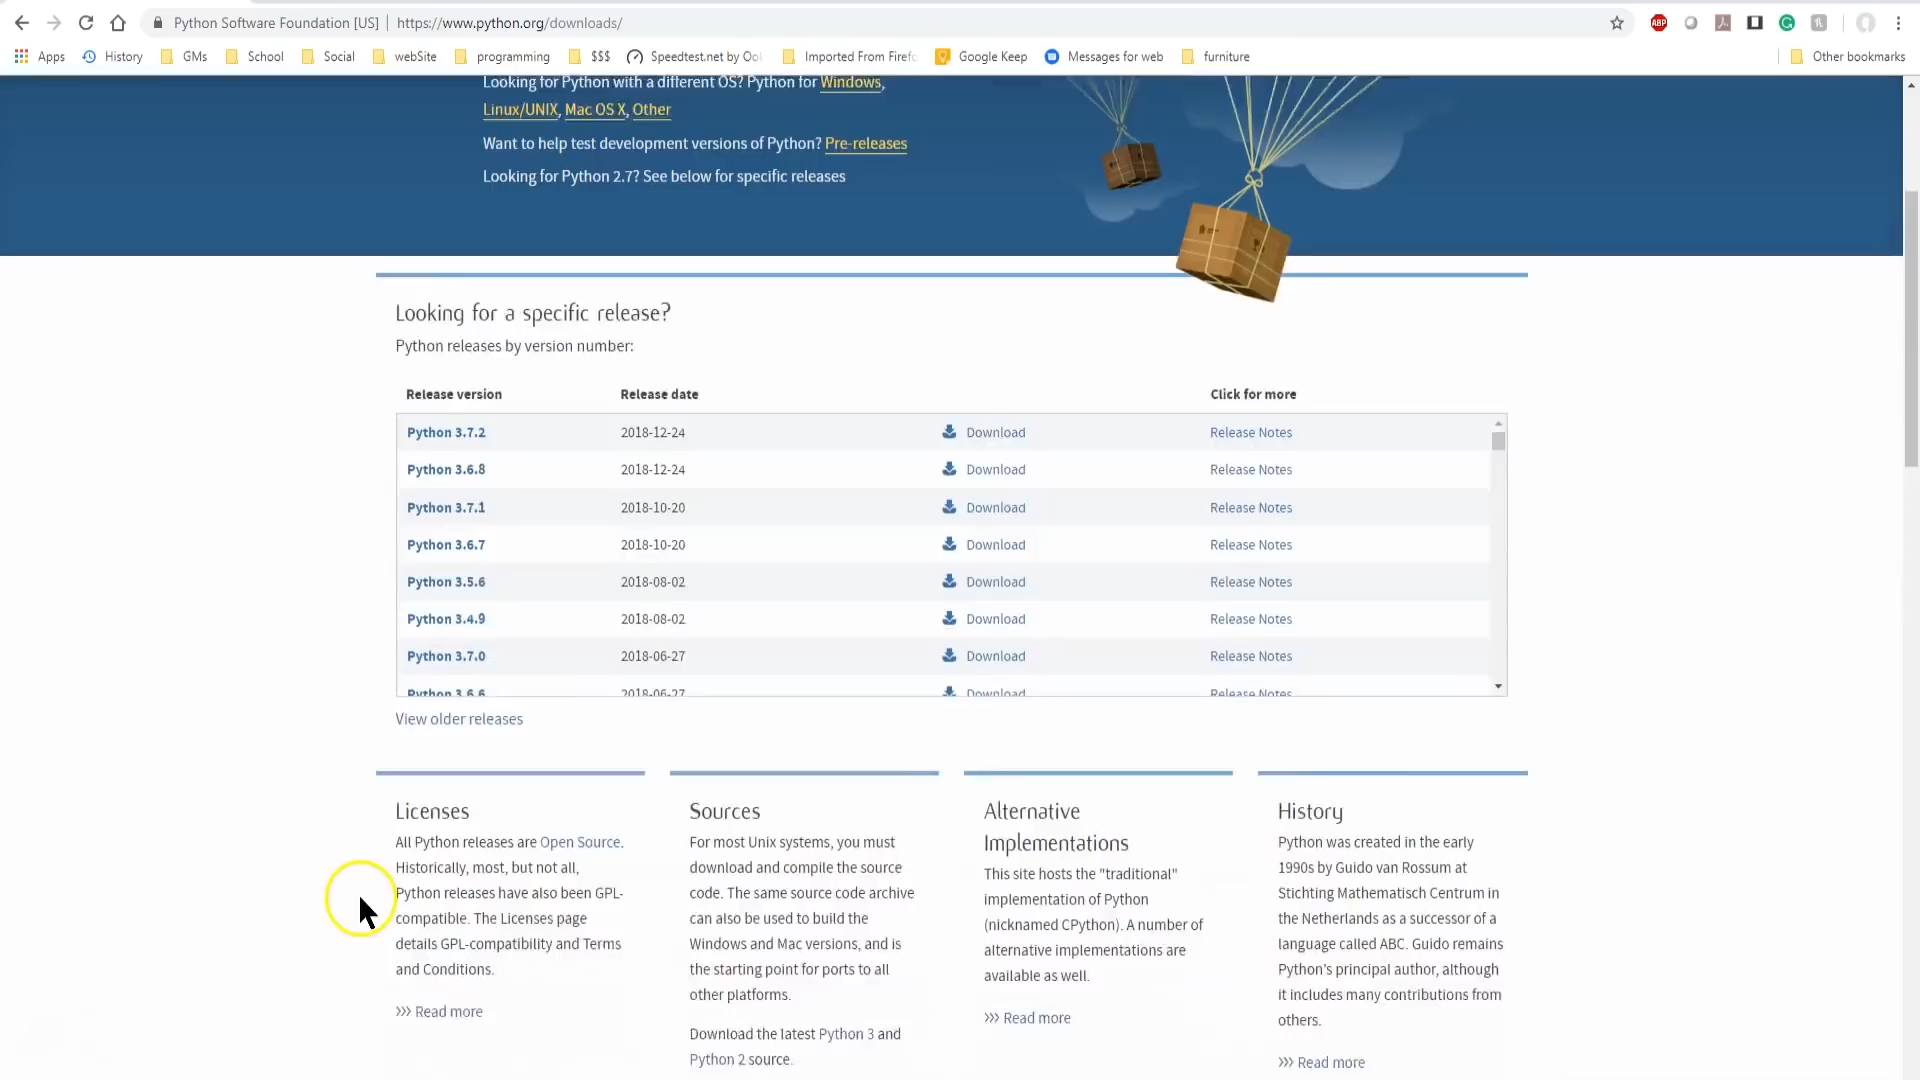 Python Software Foundation [US] | https://www.python.org/downloads/
ABP
Apps History GMs School Social webSite programming $$$ Speedtest.net by Ook Imported From Firefo Google Keep Messages for web furniture Other bookmarks
Looking for Python with a different OS? Python for Windows,
Linux/UNIX, Mac OS X, Other
Want to help test development versions of Python? Pre-releases
Looking for Python 2.7? See below for specific releases
Looking for a specific release?
Python releases by version number:
Release version Release date Click for more
Python 3.7.2 2018-12-24 Download Release Notes
Python 3.6.8 2018-12-24 Download Release Notes
Python 3.7.1 2018-10-20 Download Release Notes
Python 3.6.7 2018-10-20 Download Release Notes
Python 3.5.6 2018-08-02 Download Release Notes
Python 3.4.9 2018-08-02 Download Release Notes
Python 3.7.0 2018-06-27 Download Release Notes
Python 3.6.6 2018-06-27 Download Release Notes
View older releases
Licenses
All Python releases are Open Source.
Historically, most, but not all,
Python releases have also been GPL-
compatible. The Licenses page
details GPL-compatibility and Terms
and Conditions.
>>> Read more
Sources
For most Unix systems, you must
download and compile the source
code. The same source code archive
can also be used to build the
Windows and Mac versions, and is
the starting point for ports to all
other platforms.
Download the latest Python 3 and
Python 2 source.
Alternative
Implementations
This site hosts the "traditional"
implementation of Python
(nicknamed CPython). A number of
alternative implementations are
available as well.
>>> Read more
History
Python was created in the early
1990s by Guido van Rossum at
Stichting Mathematisch Centrum in
the Netherlands as a successor of a
language called ABC. Guido remains
Python's principal author, although
it includes many contributions from
others.
>>> Read more